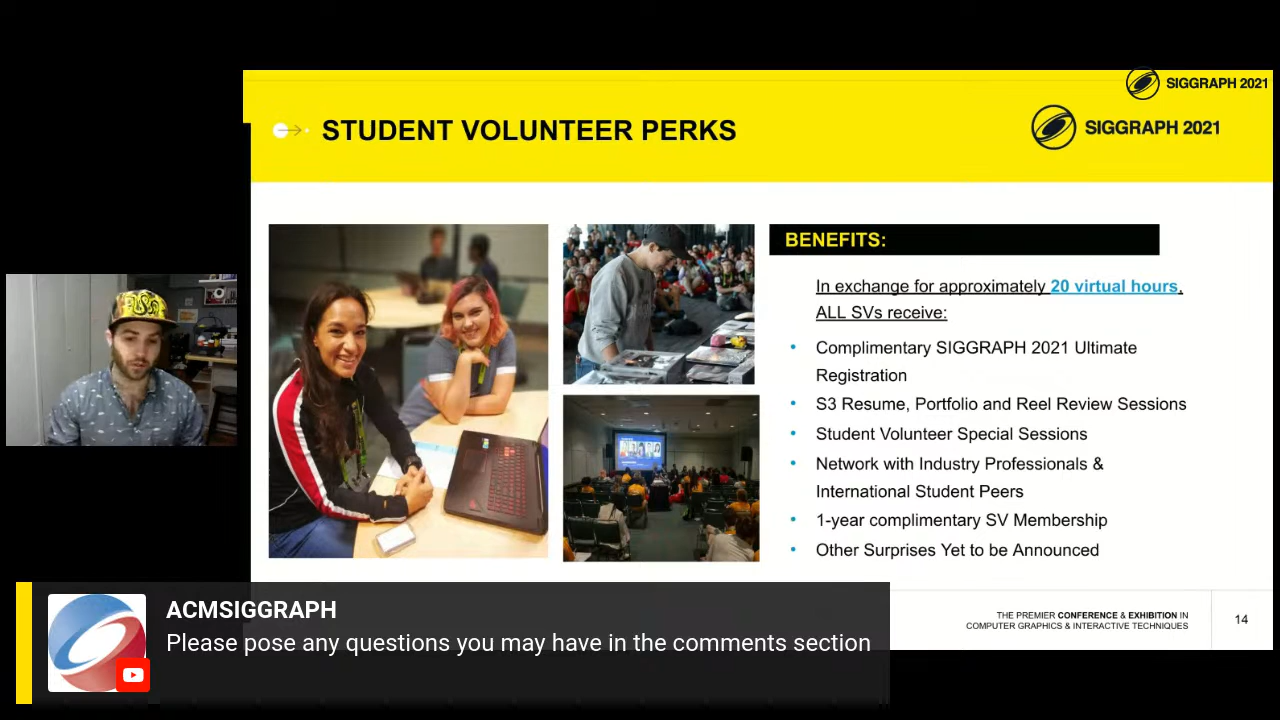 SIGGRAPH 2021
STUDENT VOLUNTEER PERKS
SIGGRAPH 2021
BENEFITS:
In exchange for approximately 20 virtual hours,
ALL SVs receive:
• Complimentary SIGGRAPH 2021 Ultimate
Registration
• S3 Resume, Portfolio and Reel Review Sessions
• Student Volunteer Special Sessions
• Network with Industry Professionals &
International Student Peers
• 1-year complimentary SV Membership
• Other Surprises Yet to be Announced
THE PREMIER CONFERENCE & EXHIBITION IN
COMPUTER GRAPHICS & INTERACTIVE TECHNIQUES
14
ACMSIGGRAPH
Please pose any questions you may have in the comments section